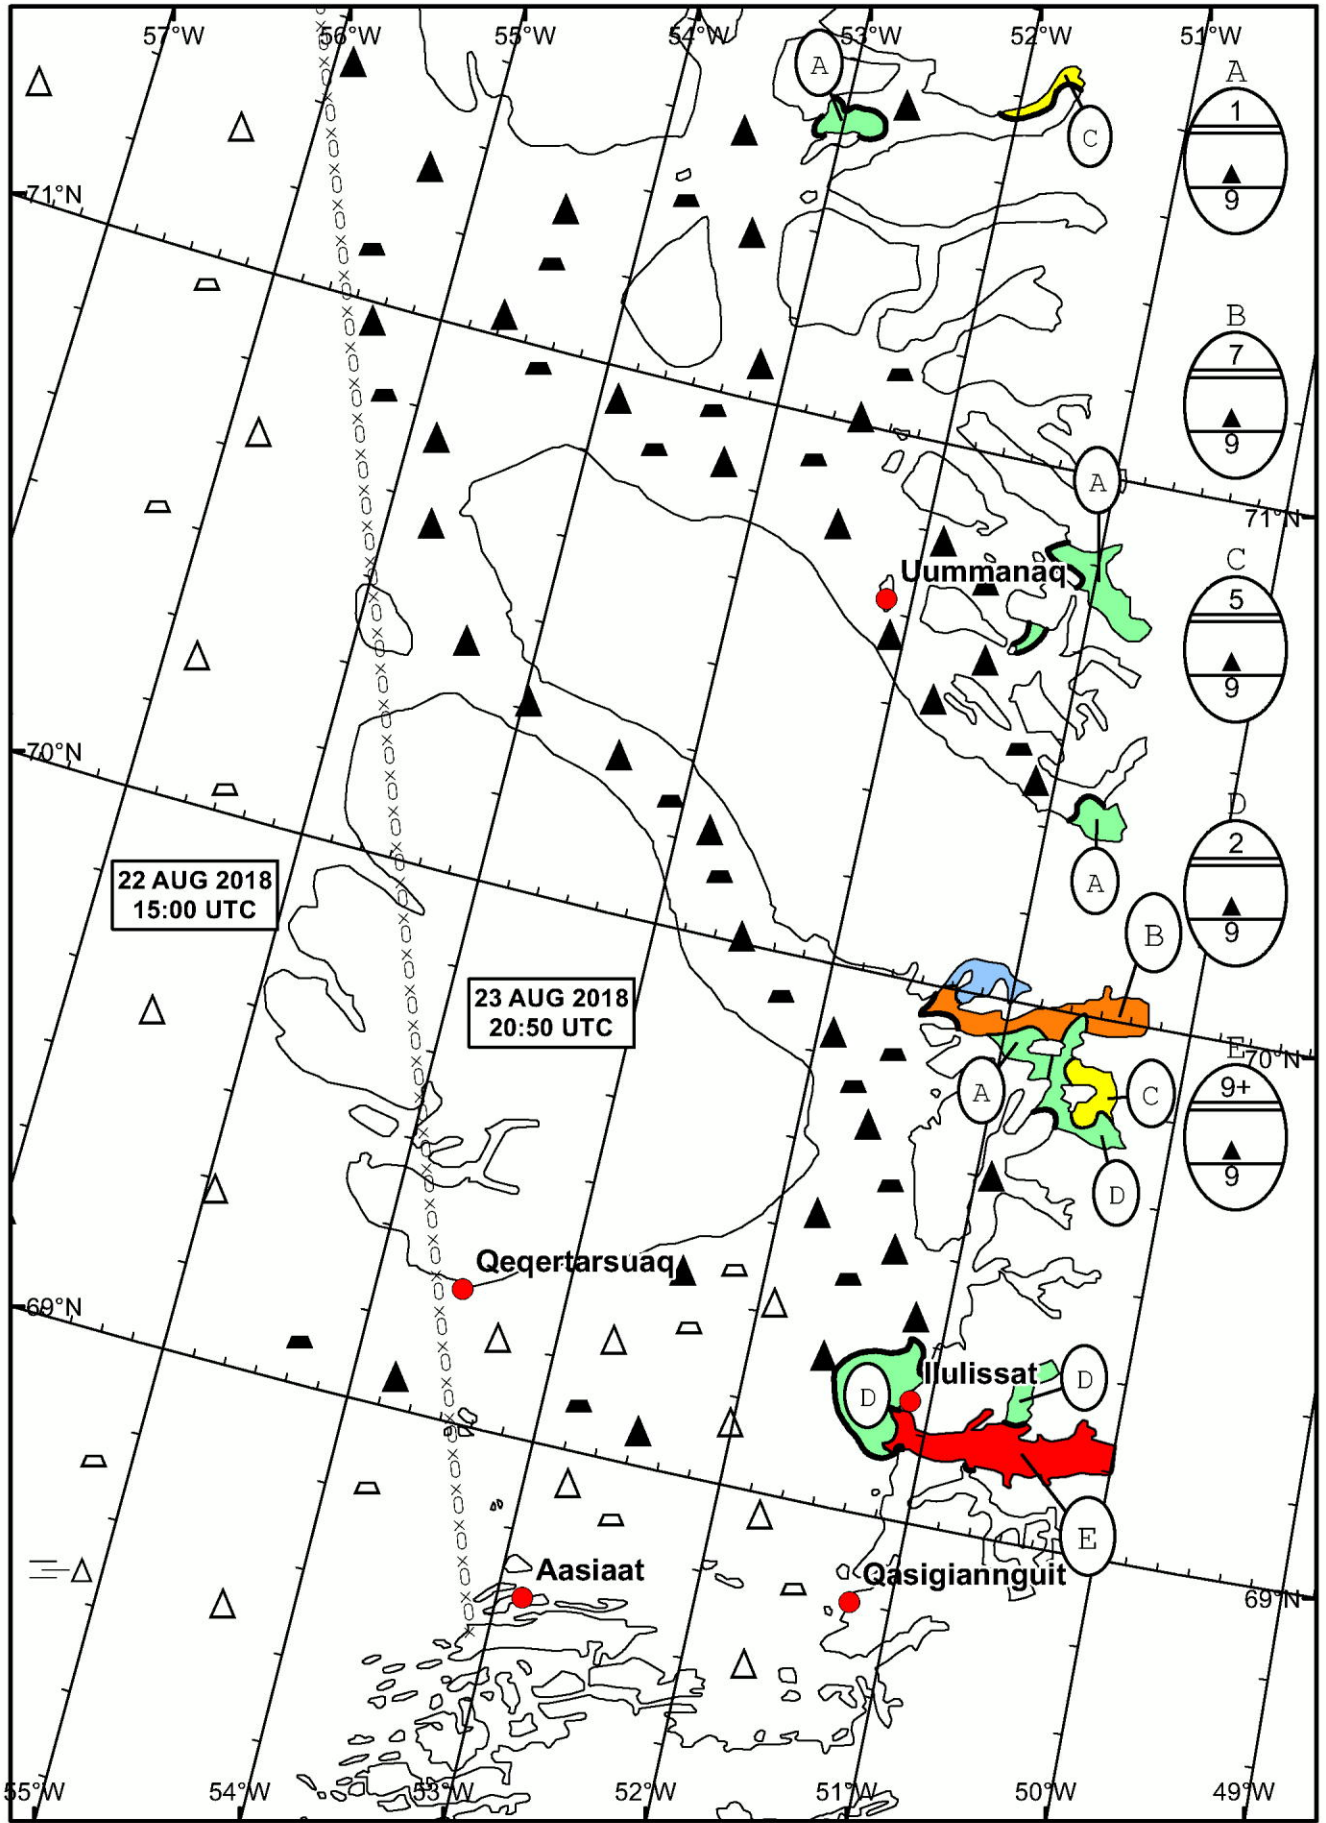 57°W 56°W 55°W 54°W 53°W 52°W 51°W
A
A
1
9
C
71°N
B
7
9
A
71°N
C
5
9
Uummanaq
70°N
D
2
9
A
22 AUG 2018
15:00 UTC
B
23 AUG 2018
20:50 UTC
E
70°N
9+
9
A
C
D
Qeqertarsuaq
69°N
Ilulissat
D
D
E
Aasiaat
Qasigiannguit
69°N
55°W 54°W 53°W 52°W 51°W 50°W 49°W